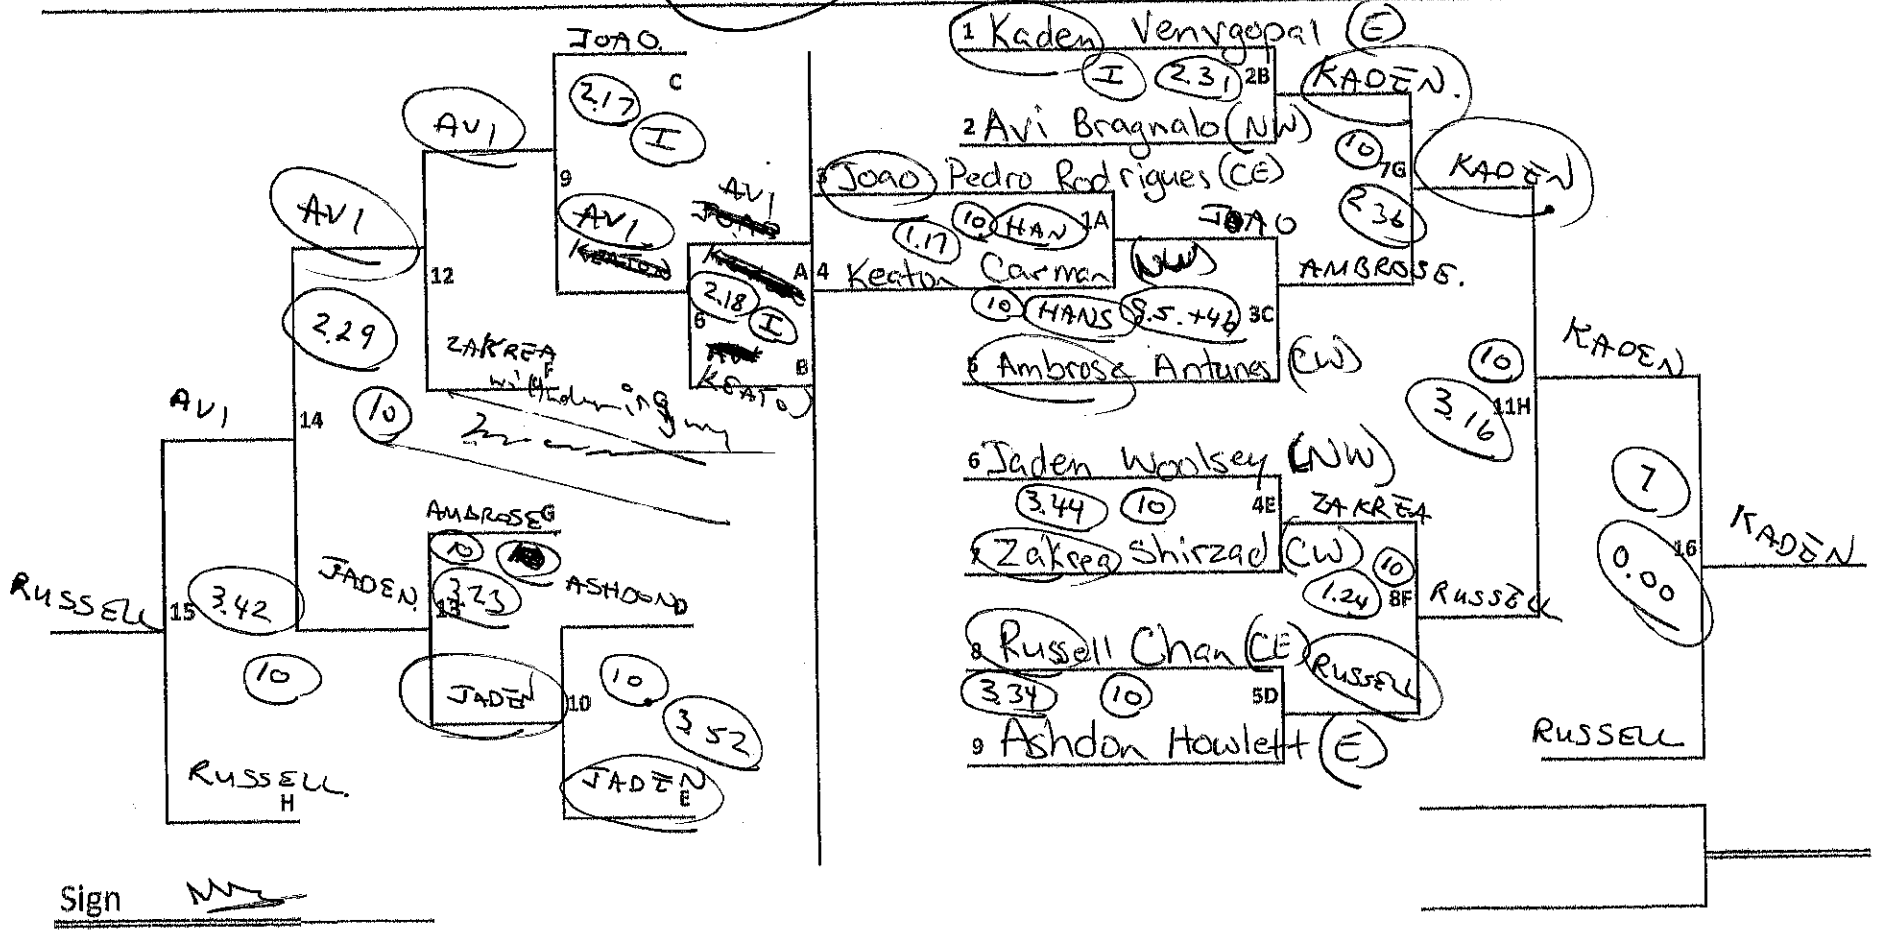 JOAO.
C
2.17
I
AVI
9
AVI
AVI
AVI
12
A
2.18
I
6
B
KEATO
2.29
ZAKREA
F
AVI
14
10
AMBROSE G
10
3.23
ASHDON D
JADEN
13
RUSSELL
15
3.42
10
JADEN
10
10
3 52
JADEN
E
RUSSELL.
H
Sign
1 Kaden Venvgopal (E)
I 2.31 2B KADEN.
2 Avi Bragnalo (NW)
10 7G KADEN
3 Joao Pedro Rodrigues (CE)
10 HAN 1A JOAO 2 36
1.17
4 Keaton Carman (NW)
AMBROSE.
10 HANS 9.5.+46 3C
5 Ambrose Antunes (CW)
10 KADEN
3.16 11H
6 Jaden Woolsey (NW)
3.44 10 4E ZAKREA
7
7 Zakrea Shirzad (CW)
10
1.24 8F RUSSELL
0.00 16 KADEN
8 Russell Chan (CE)
RUSSELL
3.34 10 5D
9 Ashdon Howlett (E)
RUSSELL